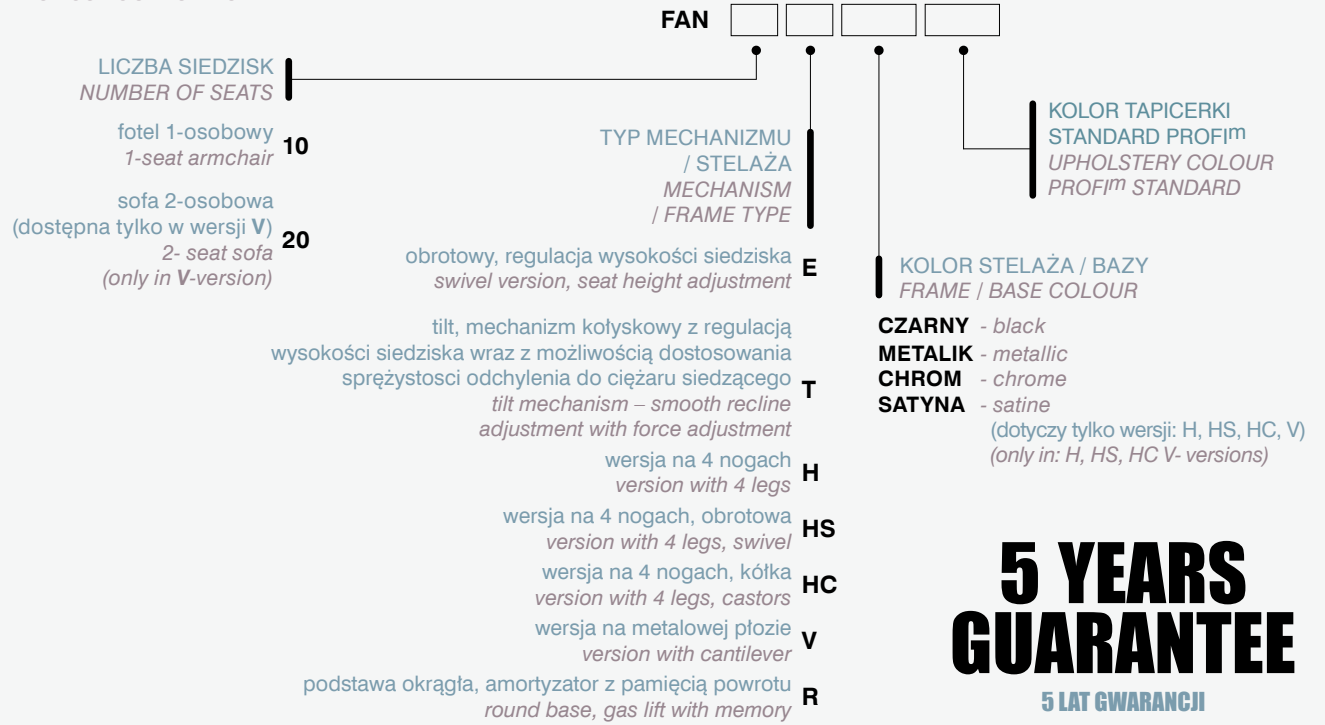 FAN
LICZBA SIEDZISK
NUMBER OF SEATS
fotel 1-osobowy
1-seat armchair
10
sofa 2-osobowa
(dostępna tylko w wersji V)
2- seat sofa
(only in V-version)
20
TYP MECHANIZMU
/ STELAŻA
MECHANISM
/ FRAME TYPE
obrotowy, regulacja wysokości siedziska
swivel version, seat height adjustment
E
tilt, mechanizm kołyskowy z regulacją
wysokości siedziska wraz z możliwością dostosowania
sprężystosci odchylenia do ciężaru siedzącego
tilt mechanism – smooth recline
adjustment with force adjustment
T
wersja na 4 nogach
version with 4 legs
H
wersja na 4 nogach, obrotowa
version with 4 legs, swivel
HS
wersja na 4 nogach, kółka
version with 4 legs, castors
HC
wersja na metalowej płozie
version with cantilever
V
podstawa okrągła, amortyzator z pamięcią powrotu
round base, gas lift with memory
R
KOLOR STELAŻA / BAZY
FRAME / BASE COLOUR
CZARNY - black
METALIK - metallic
CHROM - chrome
SATYNA - satine
(dotyczy tylko wersji: H, HS, HC, V)
(only in: H, HS, HC V- versions)
KOLOR TAPICERKI
STANDARD PROFIm
UPHOLSTERY COLOUR
PROFIm STANDARD
5 YEARS
GUARANTEE
5 LAT GWARANCJI